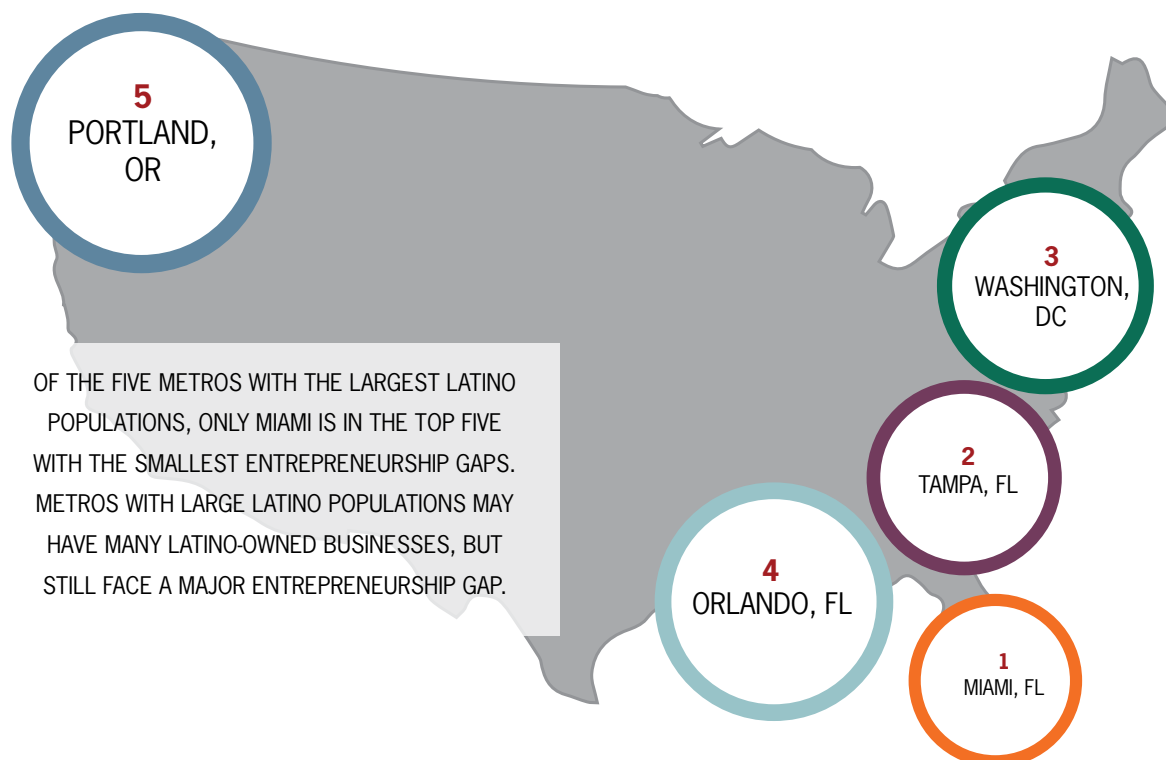 5
PORTLAND,
OR
3
WASHINGTON,
DC
OF THE FIVE METROS WITH THE LARGEST LATINO
POPULATIONS, ONLY MIAMI IS IN THE TOP FIVE
WITH THE SMALLEST ENTREPRENEURSHIP GAPS.
METROS WITH LARGE LATINO POPULATIONS MAY
HAVE MANY LATINO-OWNED BUSINESSES, BUT
STILL FACE A MAJOR ENTREPRENEURSHIP GAP.
2
TAMPA, FL
4
ORLANDO, FL
1
MIAMI, FL